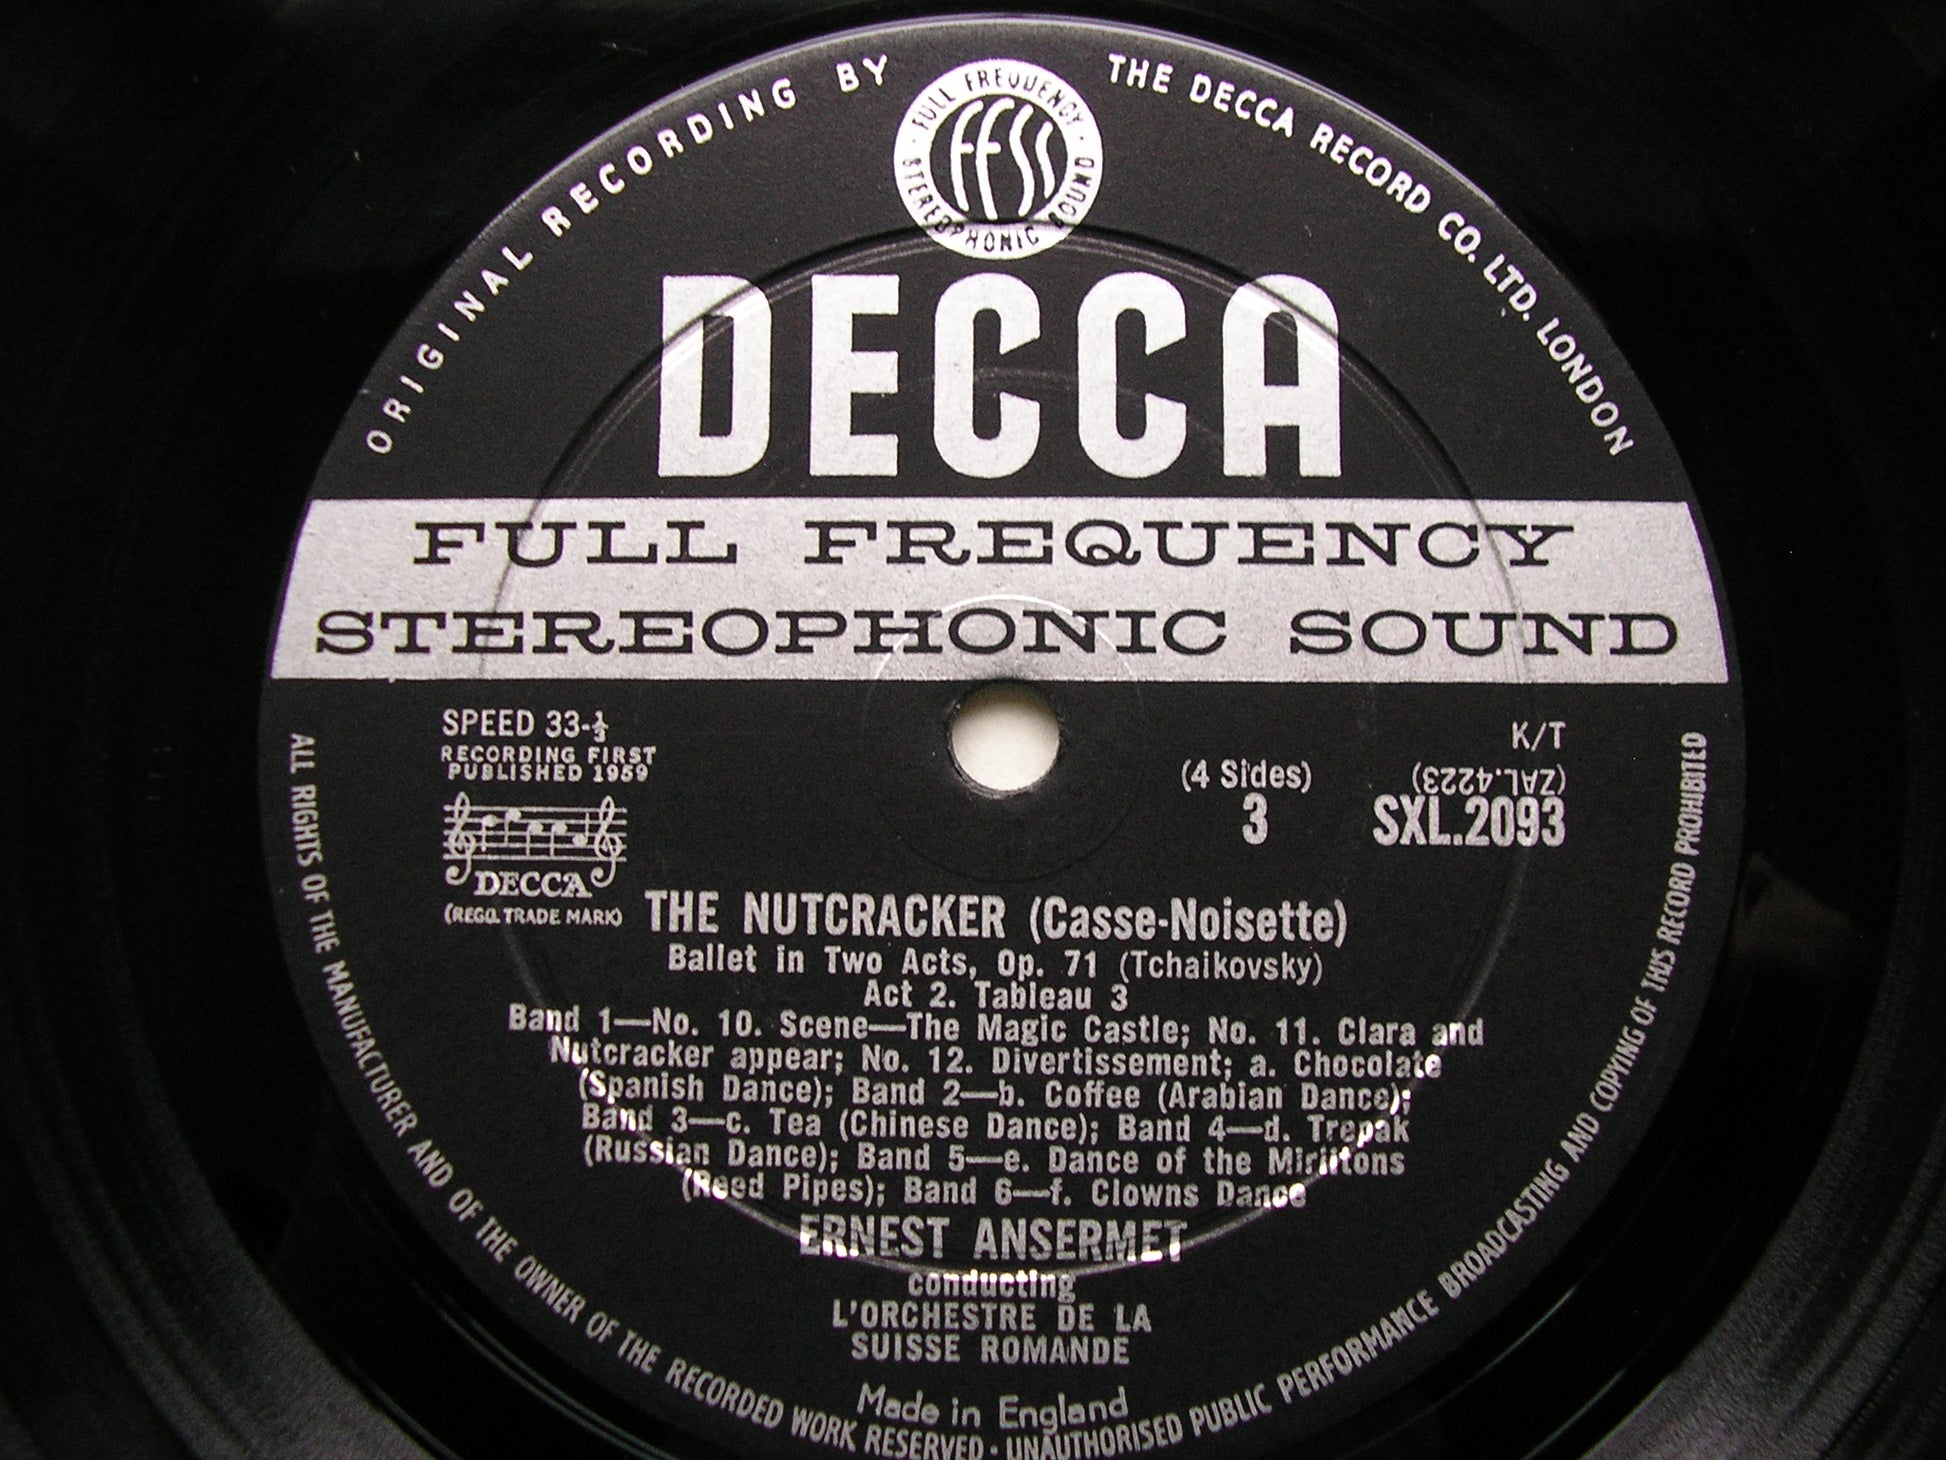 ORIGINAL RECORDING BY THE DECCA RECORD CO. LTD. LONDON
FULL FREQUENCY STEREOPHONIC SOUND
FFSS
DECCA
FULL FREQUENCY
STEREOPHONIC SOUND
SPEED 33-⅓
RECORDING FIRST
PUBLISHED 1959
DECCA
(REGD. TRADE MARK)
K/T
(ZAL.4223)
(4 Sides)
3
SXL.2093
THE NUTCRACKER (Casse-Noisette)
Ballet in Two Acts, Op. 71 (Tchaikovsky)
Act 2. Tableau 3
Band 1—No. 10. Scene—The Magic Castle; No. 11. Clara and
Nutcracker appear; No. 12. Divertissement; a. Chocolate
(Spanish Dance); Band 2—b. Coffee (Arabian Dance);
Band 3—c. Tea (Chinese Dance); Band 4—d. Trepak
(Russian Dance); Band 5—e. Dance of the Mirlitons
(Reed Pipes); Band 6—f. Clowns Dance
ERNEST ANSERMET
conducting
L'ORCHESTRE DE LA
SUISSE ROMANDE
Made in England
ALL RIGHTS OF THE MANUFACTURER AND OF THE OWNER OF THE RECORDED WORK RESERVED · UNAUTHORISED PUBLIC PERFORMANCE BROADCASTING AND COPYING OF THIS RECORD PROHIBITED